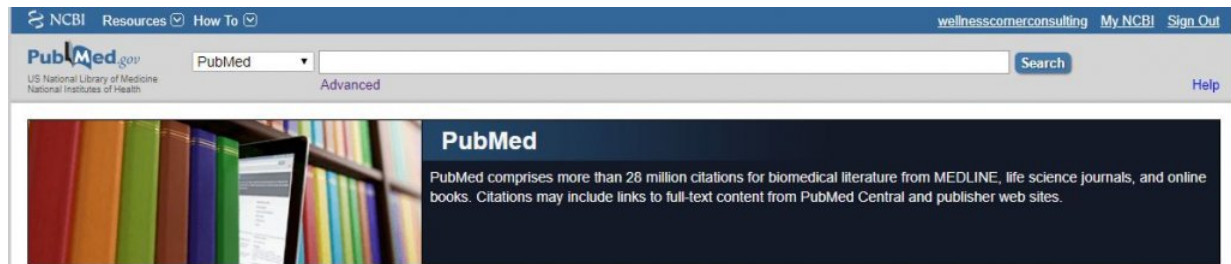 NCBI Resources How To wellnesscornerconsulting My NCBI Sign Out
PubMed.gov PubMed Search
US National Library of Medicine
National Institutes of Health
Advanced Help
PubMed
PubMed comprises more than 28 million citations for biomedical literature from MEDLINE, life science journals, and online
books. Citations may include links to full-text content from PubMed Central and publisher web sites.